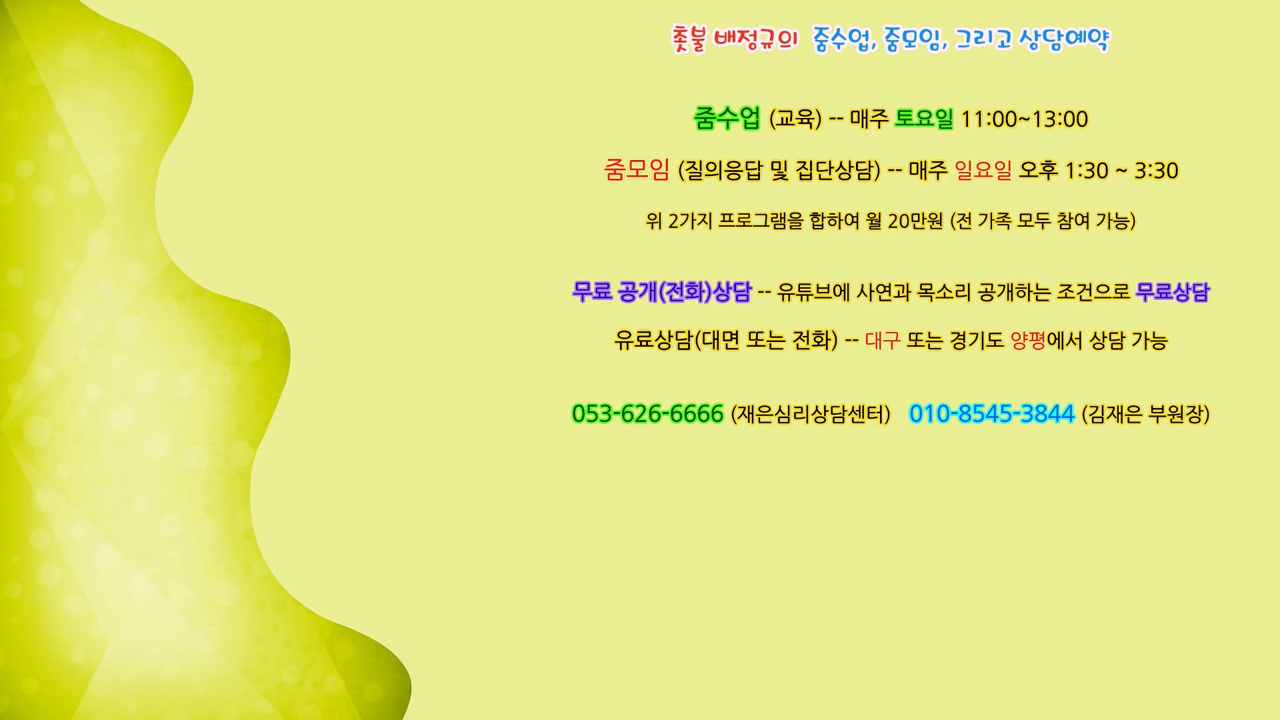 촛불 배정규의 줌수업, 줌모임, 그리고 상담예약
줌수업 (교육) -- 매주 토요일 11:00~13:00
줌모임 (질의응답 및 집단상담) -- 매주 일요일 오후 1:30 ~ 3:30
위 2가지 프로그램을 합하여 월 20만원 (전 가족 모두 참여 가능)
무료 공개(전화)상담 -- 유튜브에 사연과 목소리 공개하는 조건으로 무료상담
유료상담(대면 또는 전화) -- 대구 또는 경기도 양평에서 상담 가능
053-626-6666 (재은심리상담센터) 010-8545-3844 (김재은 부원장)